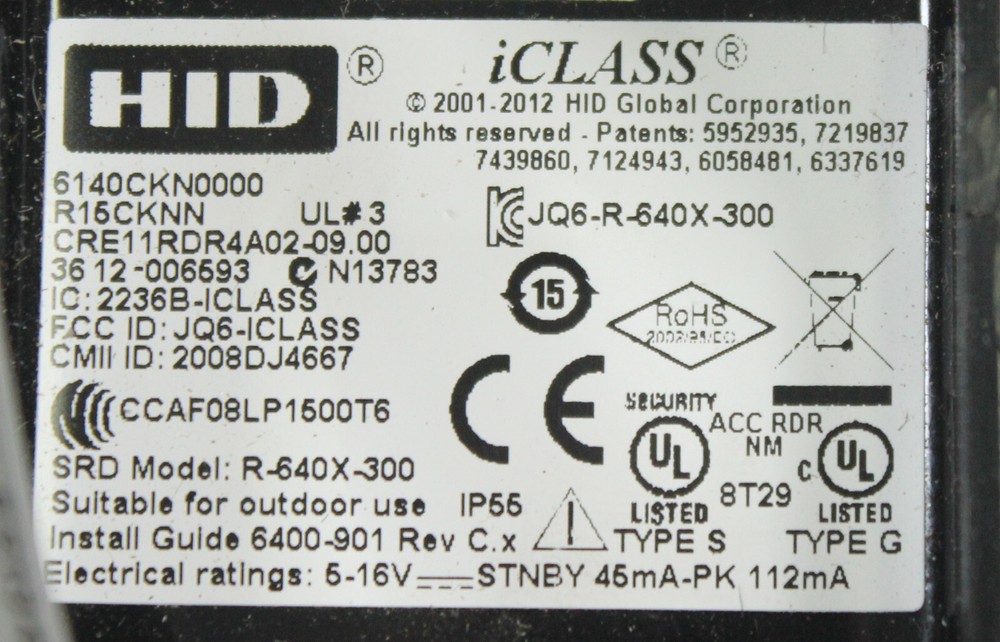 HID ® iCLASS ®
© 2001-2012 HID Global Corporation
All rights reserved - Patents: 5952935, 7219837
7439860, 7124943, 6058481, 6337619
6140CKN0000
R15CKNN UL# 3
JQ6-R-640X-300
CRE11RDR4A02-09.00
36 12-006593 N13783
IC: 2236B-ICLASS
FCC ID: JQ6-ICLASS
CMII ID: 2008DJ4667
15
RoHS
2002/95/EC
CCAF08LP1500T6
CE
SECURITY
UL
LISTED
ACC RDR
NM
8T29
c UL
LISTED
SRD Model: R-640X-300
Suitable for outdoor use IP55
Install Guide 6400-901 Rev C.x TYPE S TYPE G
Electrical ratings: 5-16V STNBY 45mA-PK 112mA